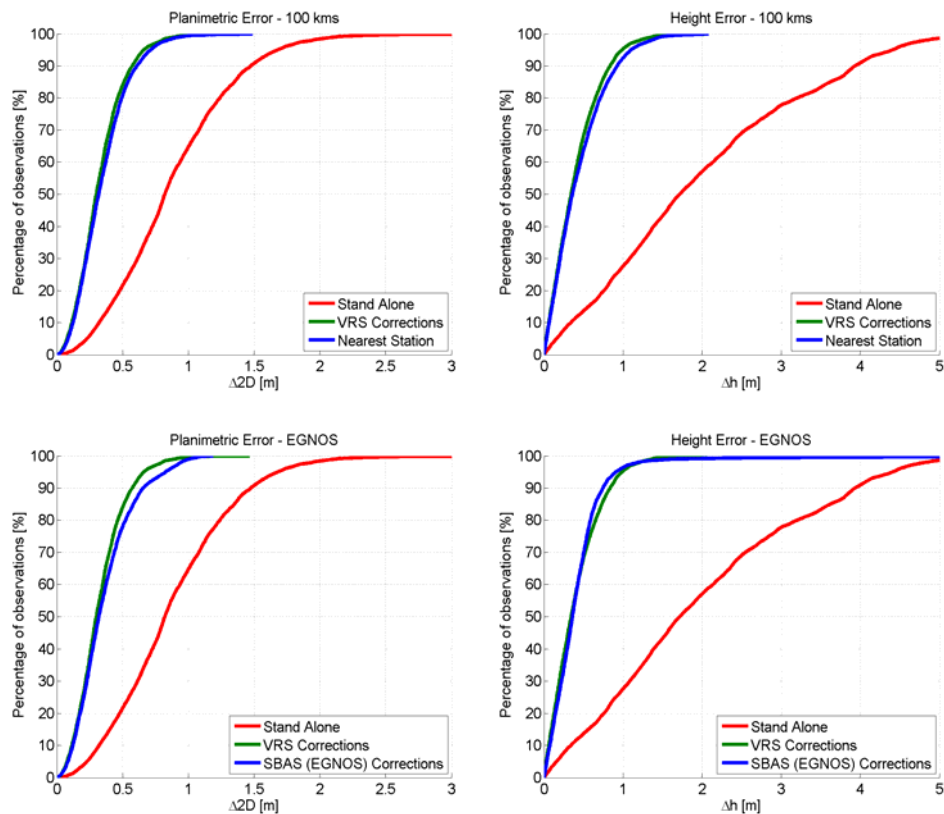 Planimetric Error - 100 kms
Percentage of observations [%]
100
90
80
70
60
50
40
30
20
10
0
0 0.5 1 1.5 2 2.5 3
Δ2D [m]
Stand Alone
VRS Corrections
Nearest Station
Height Error - 100 kms
Percentage of observations [%]
100
90
80
70
60
50
40
30
20
10
0
0 1 2 3 4 5
Δh [m]
Stand Alone
VRS Corrections
Nearest Station
Planimetric Error - EGNOS
Percentage of observations [%]
100
90
80
70
60
50
40
30
20
10
0
0 0.5 1 1.5 2 2.5 3
Δ2D [m]
Stand Alone
VRS Corrections
SBAS (EGNOS) Corrections
Height Error - EGNOS
Percentage of observations [%]
100
90
80
70
60
50
40
30
20
10
0
0 1 2 3 4 5
Δh [m]
Stand Alone
VRS Corrections
SBAS (EGNOS) Corrections